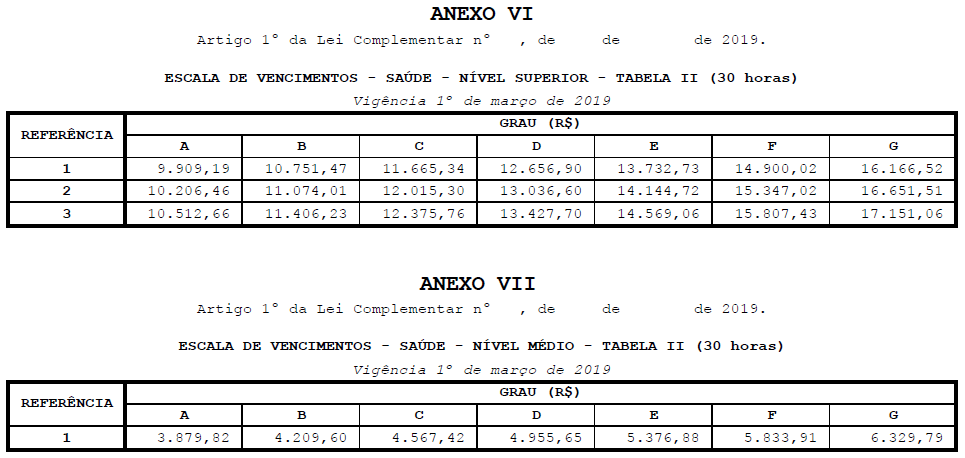 ANEXO VI
Artigo 1º da Lei Complementar nº   , de     de        de 2019.
ESCALA DE VENCIMENTOS - SAÚDE - NÍVEL SUPERIOR - TABELA II (30 horas)
Vigência 1º de março de 2019
REFERÊNCIA GRAU (R$)
A B C D E F G
1 9.909,19 10.751,47 11.665,34 12.656,90 13.732,73 14.900,02 16.166,52
2 10.206,46 11.074,01 12.015,30 13.036,60 14.144,72 15.347,02 16.651,51
3 10.512,66 11.406,23 12.375,76 13.427,70 14.569,06 15.807,43 17.151,06
ANEXO VII
Artigo 1º da Lei Complementar nº   , de     de        de 2019.
ESCALA DE VENCIMENTOS - SAÚDE - NÍVEL MÉDIO - TABELA II (30 horas)
Vigência 1º de março de 2019
REFERÊNCIA GRAU (R$)
A B C D E F G
1 3.879,82 4.209,60 4.567,42 4.955,65 5.376,88 5.833,91 6.329,79